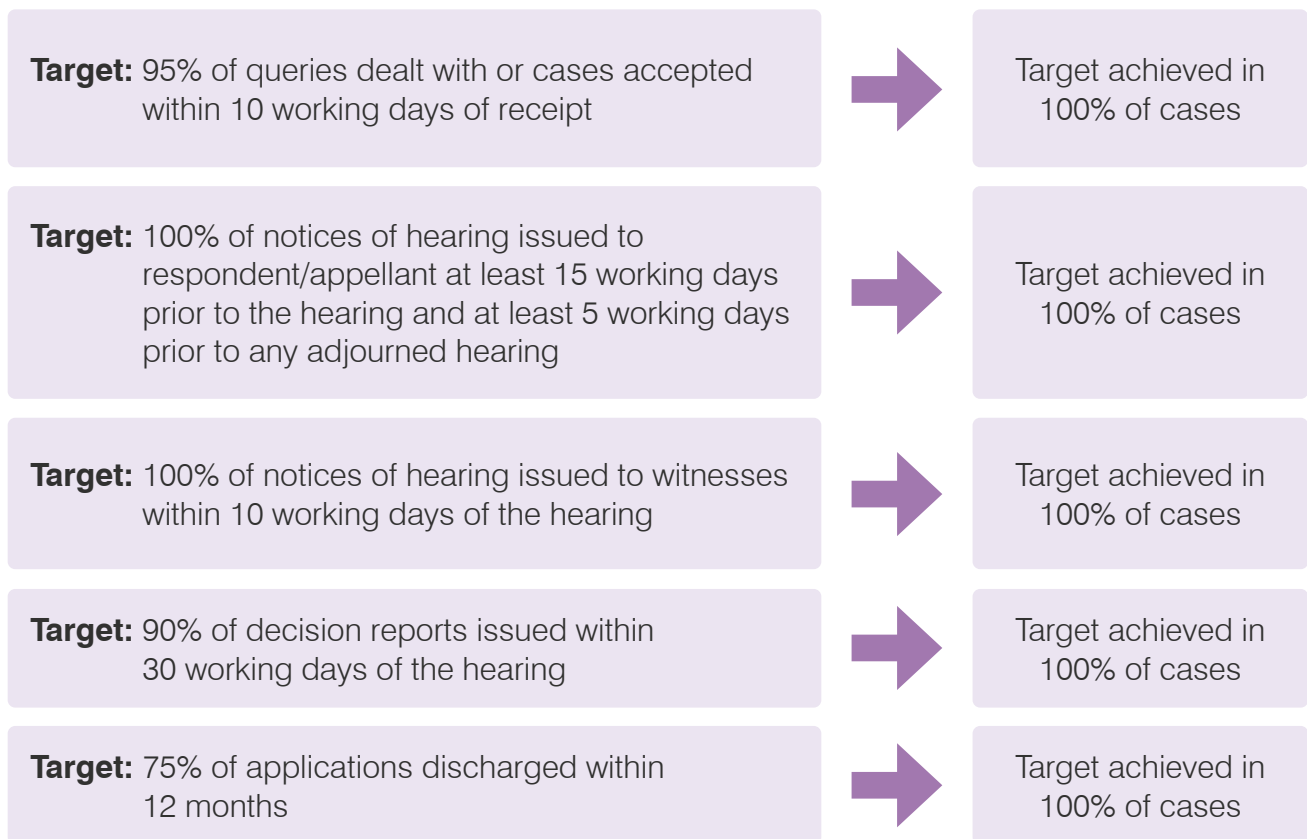 Target: 95% of queries dealt with or cases accepted
within 10 working days of receipt
Target achieved in
100% of cases
Target: 100% of notices of hearing issued to
respondent/appellant at least 15 working days
prior to the hearing and at least 5 working days
prior to any adjourned hearing
Target achieved in
100% of cases
Target: 100% of notices of hearing issued to witnesses
within 10 working days of the hearing
Target achieved in
100% of cases
Target: 90% of decision reports issued within
30 working days of the hearing
Target achieved in
100% of cases
Target: 75% of applications discharged within
12 months
Target achieved in
100% of cases